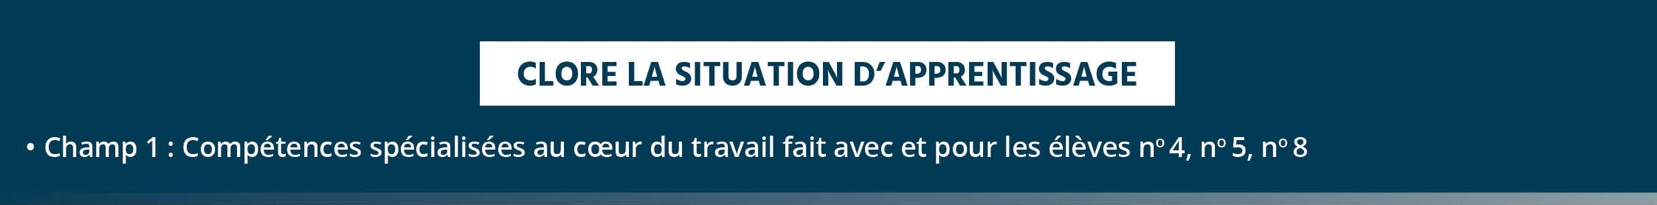 CLORE LA SITUATION D’APPRENTISSAGE
• Champ 1 : Compétences spécialisées au cœur du travail fait avec et pour les élèves nº 4, nº 5, nº 8